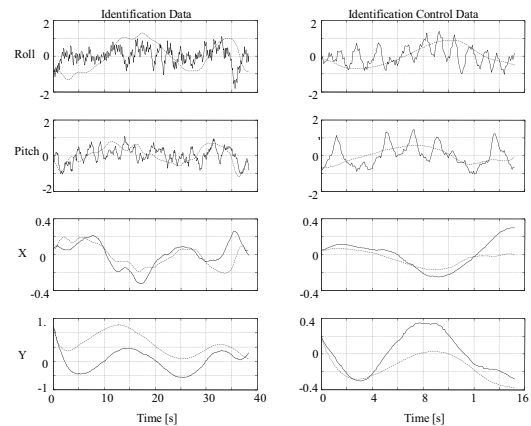 Identification Data Identification Control Data
2 2
Roll 0 0
-2 -2
2 2
Pitch 0 0
2 2
0.4 0.4
X 0 0
-0.4 -0.4
1. 0.4
Y 0 0
-1 -0.4
0 10 20 30 40 0 4 8 1 16
Time [s] Time [s]